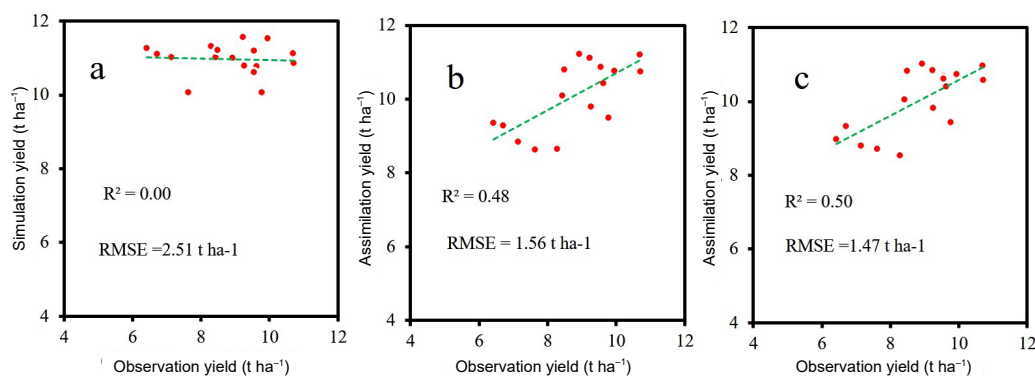 a
Simulation yield (t ha⁻¹)
12
10
8
6
4
R² = 0.00
RMSE =2.51 t ha-1
4 6 8 10 12
Observation yield (t ha⁻¹)
b
Assimilation yield (t ha⁻¹)
12
10
8
6
4
R² = 0.48
RMSE = 1.56 t ha-1
4 6 8 10 12
Observation yield (t ha⁻¹)
c
Assimilation yield (t ha⁻¹)
12
10
8
6
4
R² = 0.50
RMSE =1.47 t ha-1
4 6 8 10 12
Observation yield (t ha⁻¹)